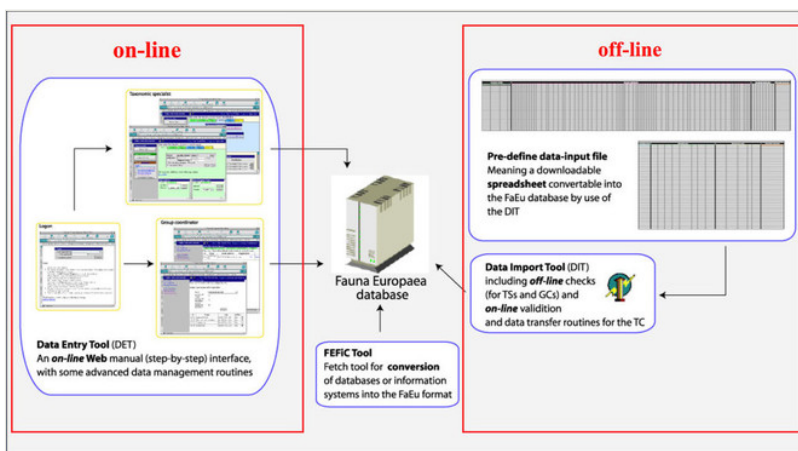 on-line
Taxonomic specialist
Logon
Group coordinator
Data Entry Tool (DET)
An on-line Web manual (step-by-step) interface,
with some advanced data management routines
Fauna Europaea
database
FEFiC Tool
Fetch tool for conversion
of databases or information
systems into the FaEu format
off-line
Pre-define data-input file
Meaning a downloadable
spreadsheet convertable into
the FaEu database by use of
the DIT
Data Import Tool (DIT)
including off-line checks
(for TSs and GCs) and
on-line validition
and data transfer routines for the TC